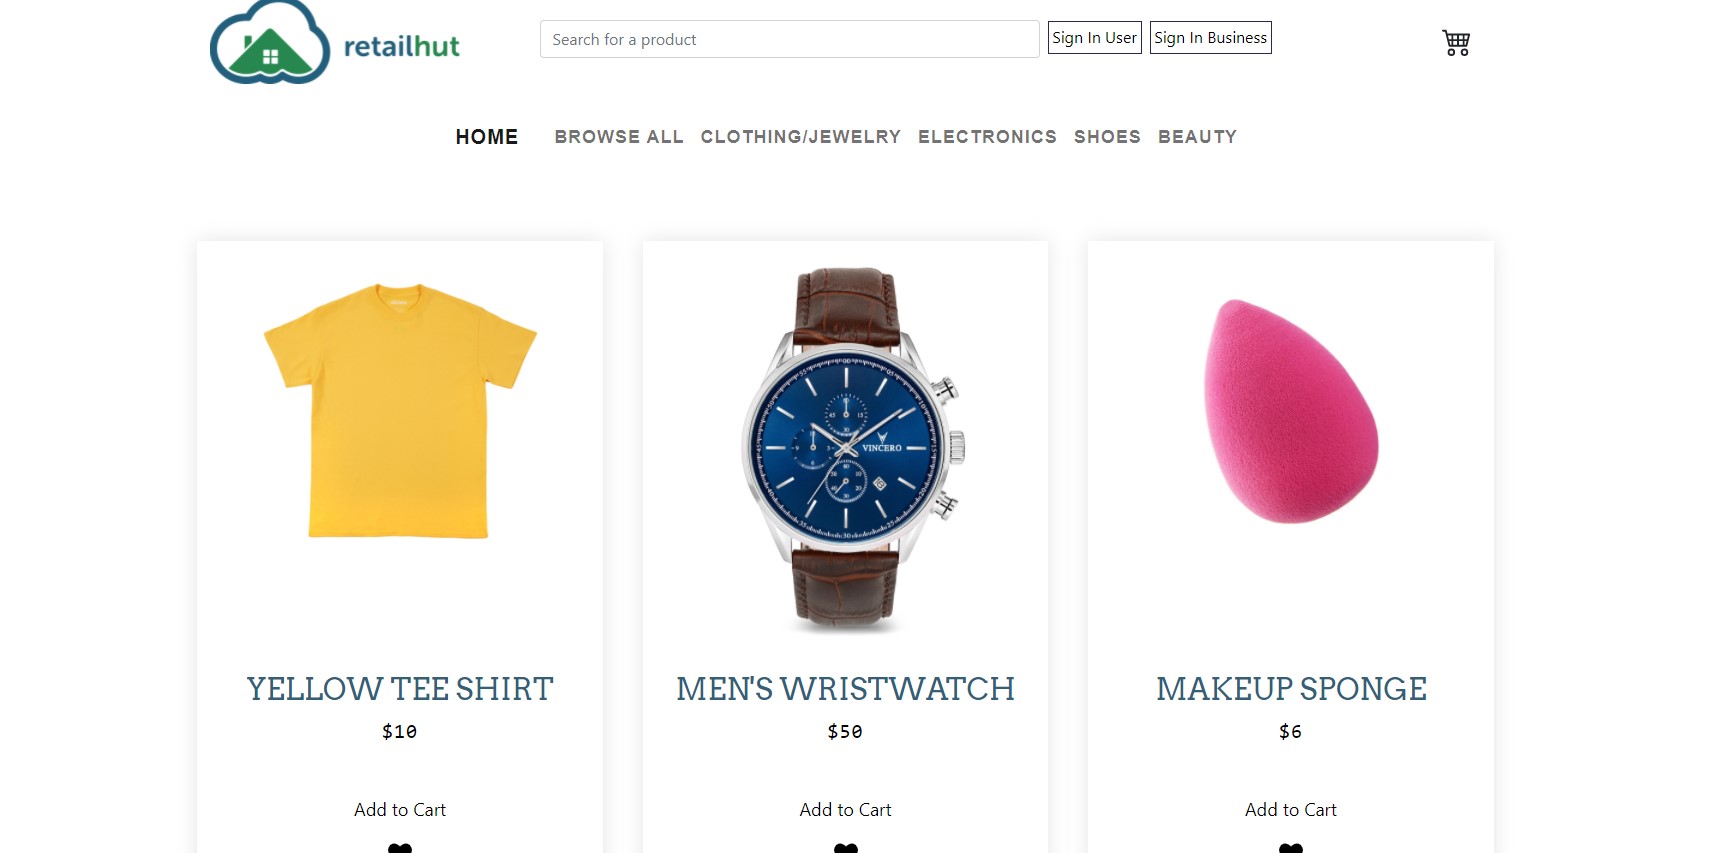 retailhut
Search for a product
Sign In User
Sign In Business
HOME
BROWSE ALL
CLOTHING/JEWELRY
ELECTRONICS
SHOES
BEAUTY
VINCERO
YELLOW TEE SHIRT
$10
Add to Cart
MEN'S WRISTWATCH
$50
Add to Cart
MAKEUP SPONGE
$6
Add to Cart